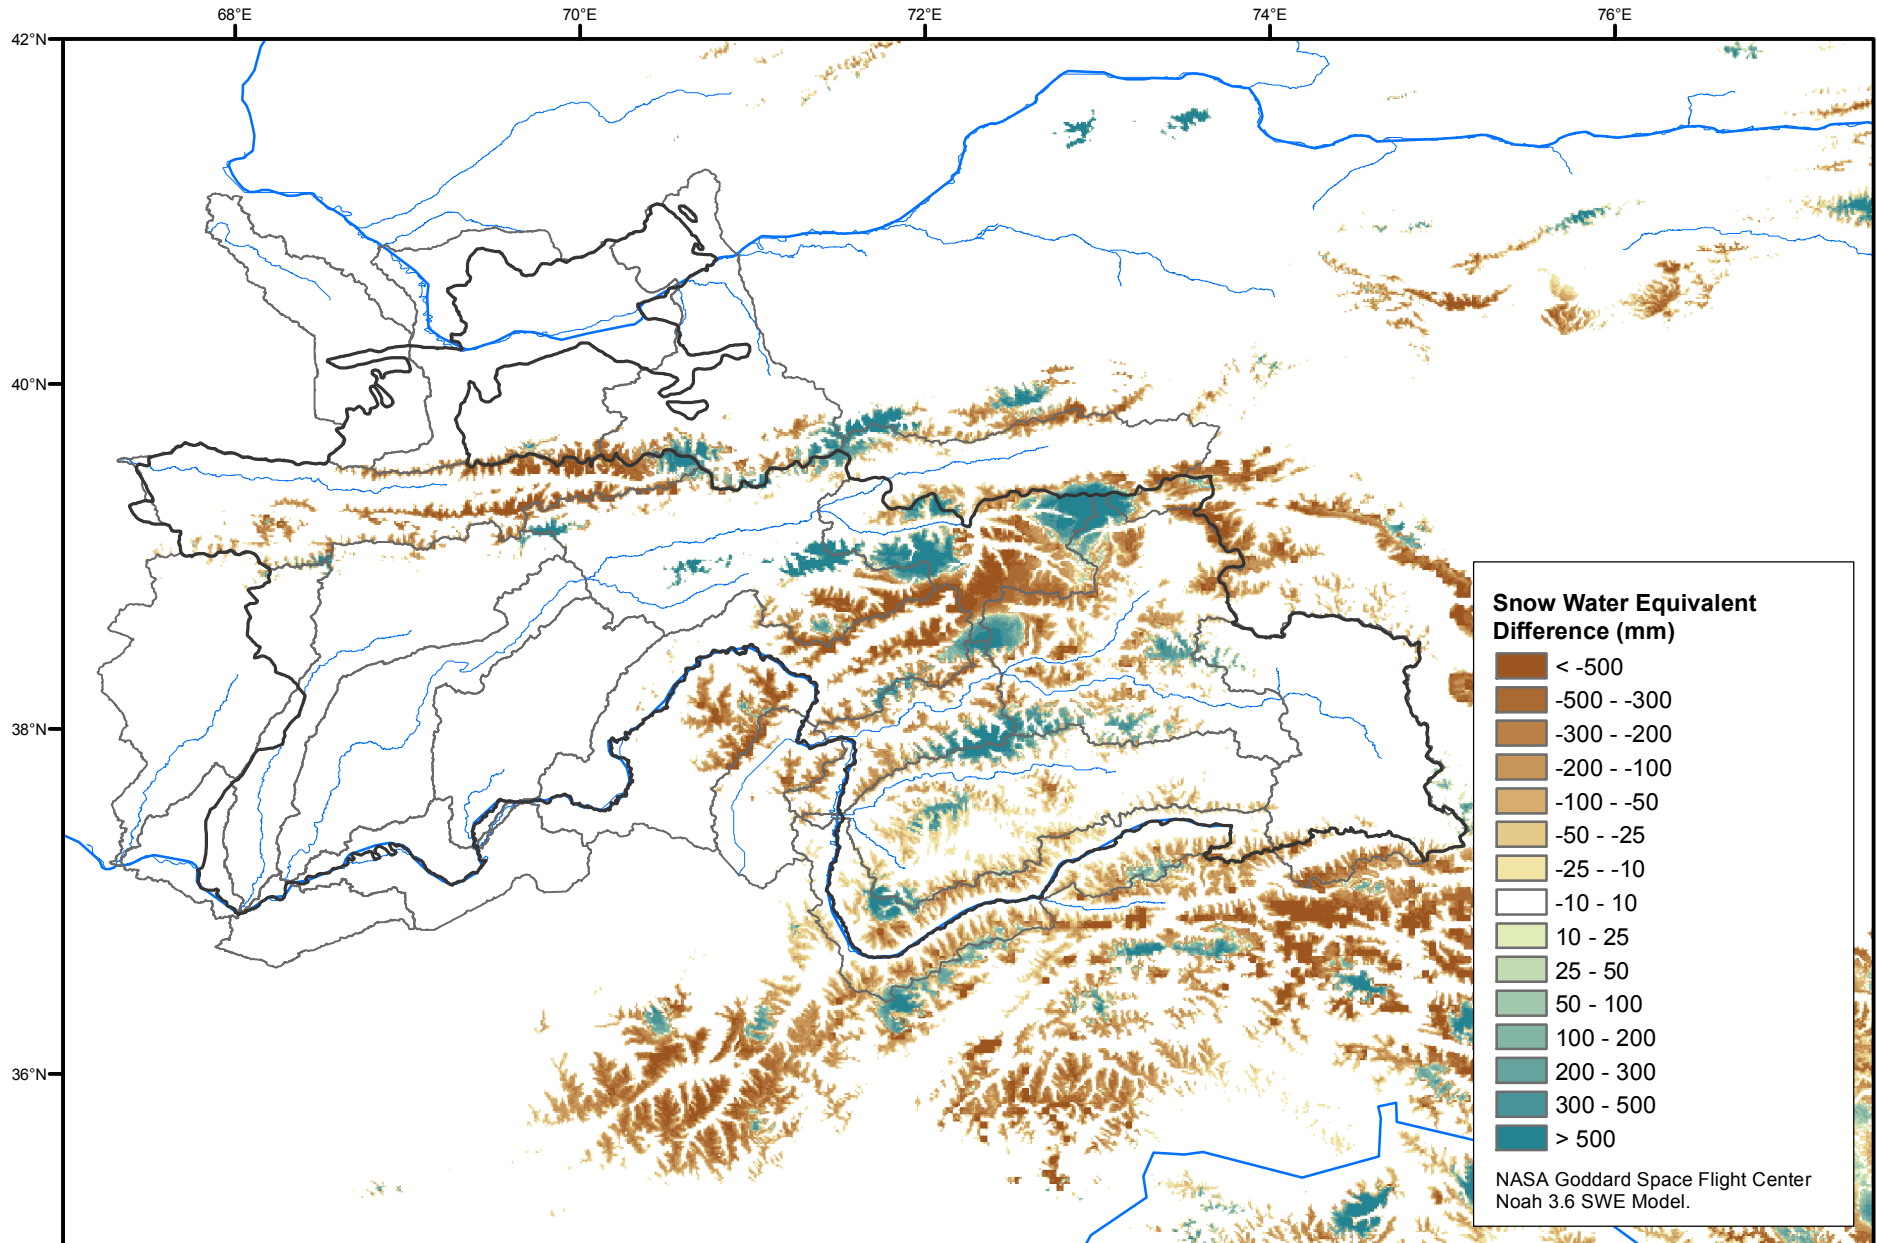 68°E 70°E 72°E 74°E 76°E
42°N
40°N
38°N
36°N
Snow Water Equivalent
Difference (mm)
< -500
-500 - -300
-300 - -200
-200 - -100
-100 - -50
-50 - -25
-25 - -10
-10 - 10
10 - 25
25 - 50
50 - 100
100 - 200
200 - 300
300 - 500
> 500
NASA Goddard Space Flight Center
Noah 3.6 SWE Model.